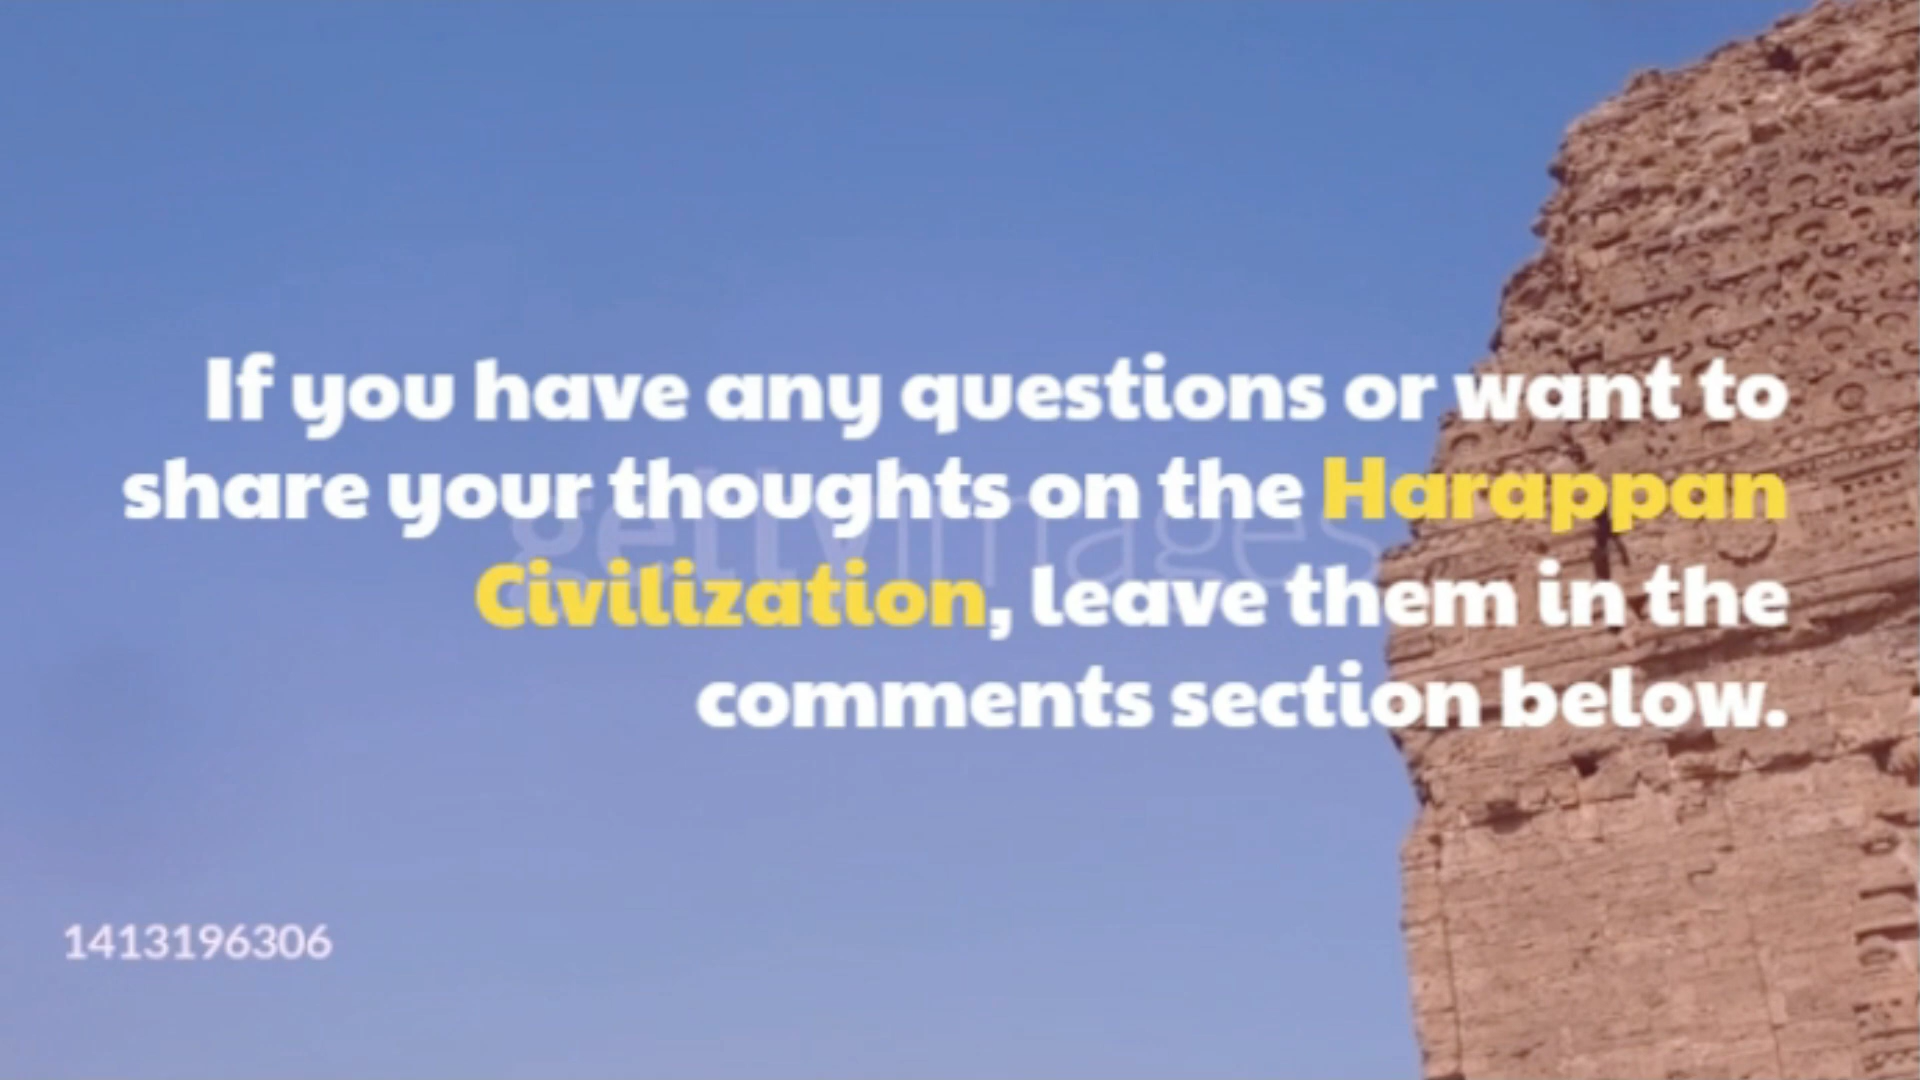 If you have any questions or want to
share your thoughts on the Harappan
gettyimages
Civilization, leave them in the
comments section below.
1413196306